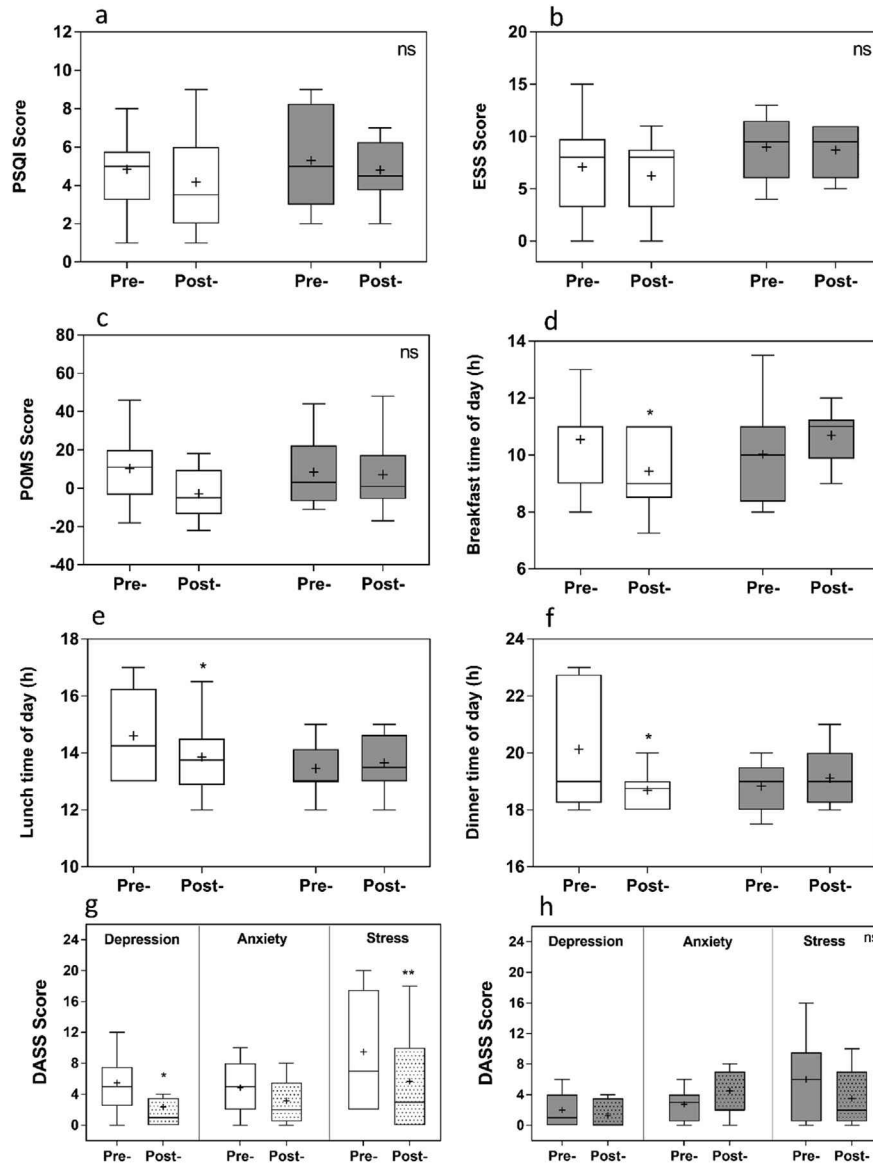 a
12
10
8
6
4
2
0
PSQI Score
ns
Pre- Post- Pre- Post-
b
20
15
10
5
0
ESS Score
ns
Pre- Post- Pre- Post-
c
80
60
40
20
0
-20
-40
POMS Score
ns
Pre- Post- Pre- Post-
d
14
12
10
8
6
Breakfast time of day (h)
*
Pre- Post- Pre- Post-
e
18
16
14
12
10
Lunch time of day (h)
*
Pre- Post- Pre- Post-
f
24
22
20
18
16
Dinner time of day (h)
*
Pre- Post- Pre- Post-
g
Depression Anxiety Stress
24
20
16
12
8
4
0
DASS Score
*
**
Pre- Post- Pre- Post- Pre- Post-
h
Depression Anxiety Stress ns
24
20
16
12
8
4
0
DASS Score
Pre- Post- Pre- Post- Pre- Post-